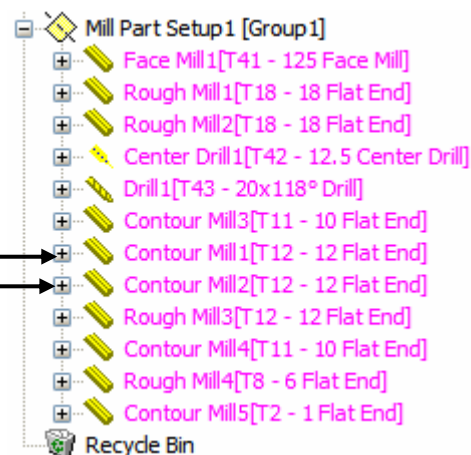 Mill Part Setup1 [Group1]
Face Mill1[T41 - 125 Face Mill]
Rough Mill1[T18 - 18 Flat End]
Rough Mill2[T18 - 18 Flat End]
Center Drill1[T42 - 12.5 Center Drill]
Drill1[T43 - 20x118° Drill]
Contour Mill3[T11 - 10 Flat End]
Contour Mill1[T12 - 12 Flat End]
Contour Mill2[T12 - 12 Flat End]
Rough Mill3[T12 - 12 Flat End]
Contour Mill4[T11 - 10 Flat End]
Rough Mill4[T8 - 6 Flat End]
Contour Mill5[T2 - 1 Flat End]
Recycle Bin